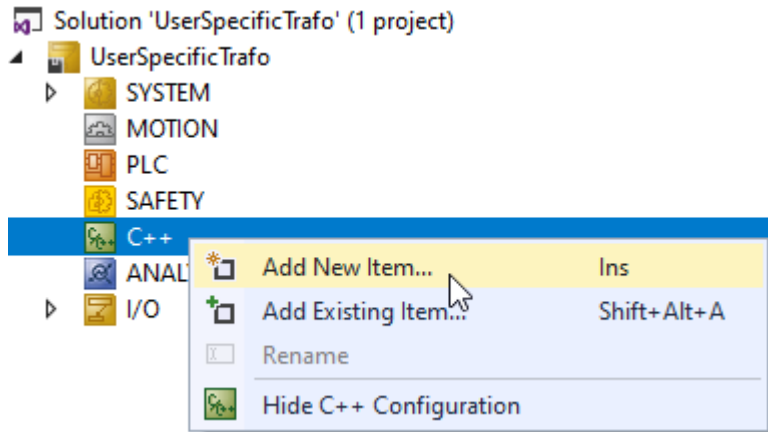 Solution 'UserSpecificTrafo' (1 project)
UserSpecificTrafo
SYSTEM
MOTION
PLC
SAFETY
C++
Add New Item... Ins
ANAL
Add Existing Item... Shift+Alt+A
I/O
Rename
Hide C++ Configuration